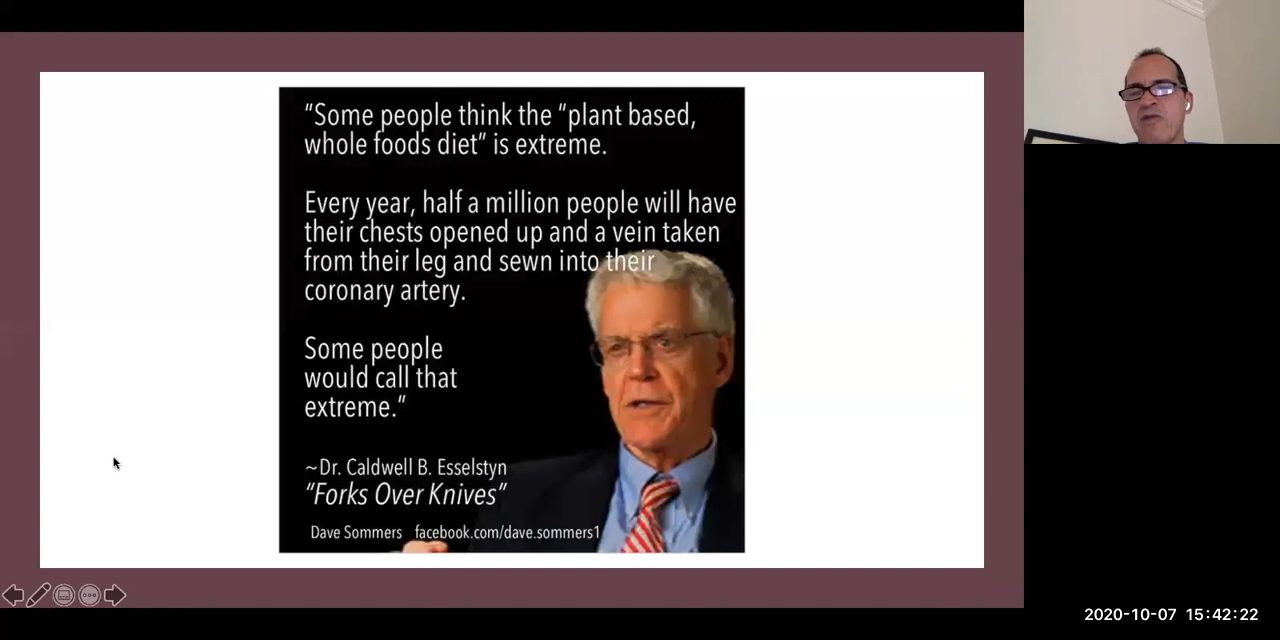 "Some people think the "plant based,
whole foods diet" is extreme.
Every year, half a million people will have
their chests opened up and a vein taken
from their leg and sewn into their
coronary artery.
Some people
would call that
extreme."
~Dr. Caldwell B. Esselstyn
"Forks Over Knives"
Dave Sommers facebook.com/dave.sommers1
2020-10-07 15:42:22